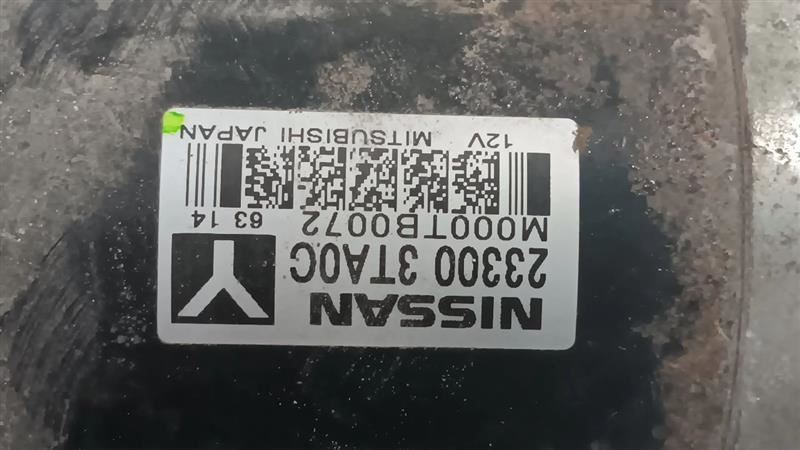 NISSAN
23300 3TA0C
Y
M000TB0072 63 14
12V MITSUBISHI JAPAN